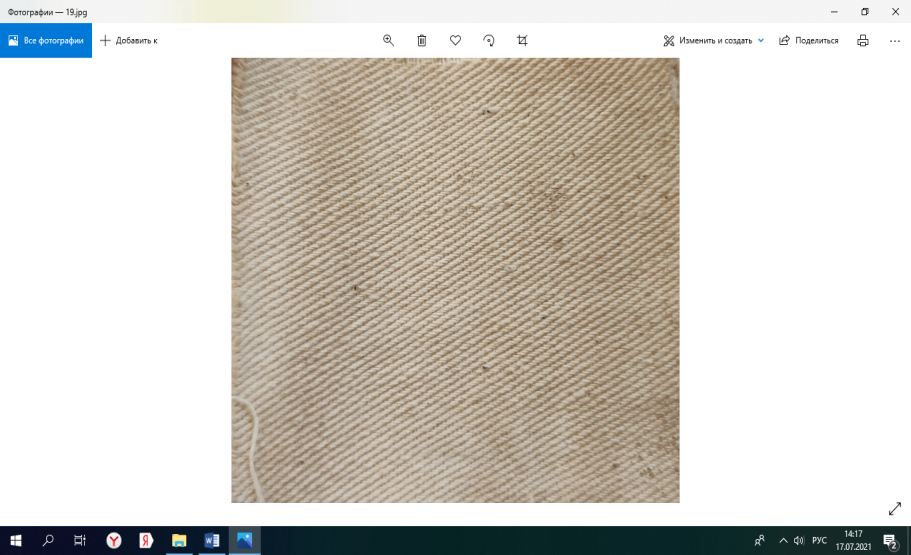 Фотографии — 19.jpg
Все фотографии
Добавить к
Изменить и создать
Поделиться
РУС
14:17
17.07.2021
2